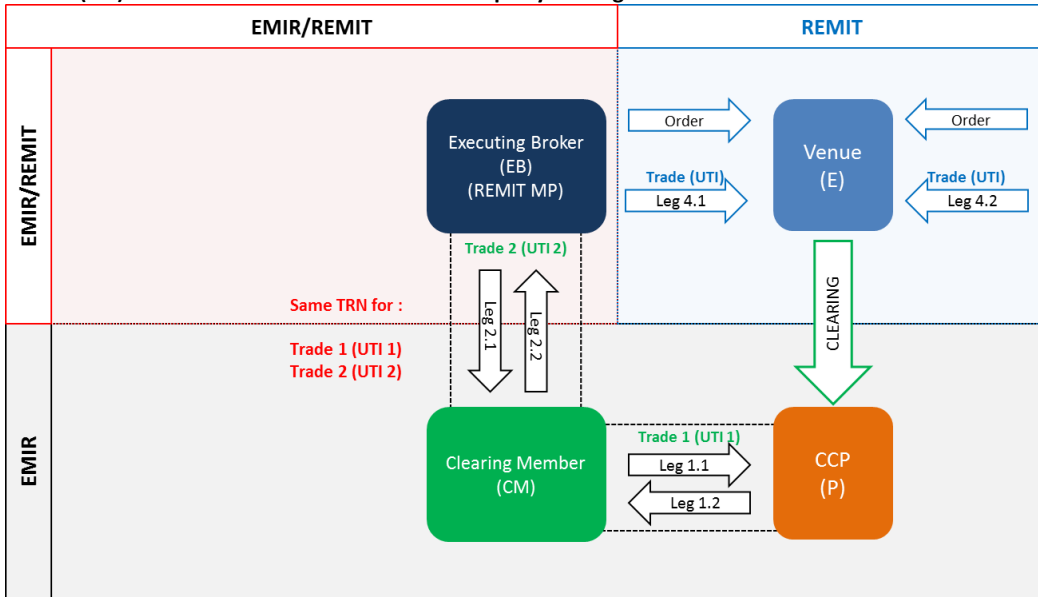 EMIR/REMIT
REMIT
EMIR/REMIT
Executing Broker
(EB)
(REMIT MP)
Order
Venue
(E)
Order
Trade (UTI)
Leg 4.1
Trade (UTI)
Leg 4.2
Trade 2 (UTI 2)
Leg 2.1
Leg 2.2
CLEARING
Same TRN for :
Trade 1 (UTI 1)
Trade 2 (UTI 2)
EMIR
Clearing Member
(CM)
Trade 1 (UTI 1)
Leg 1.1
Leg 1.2
CCP
(P)